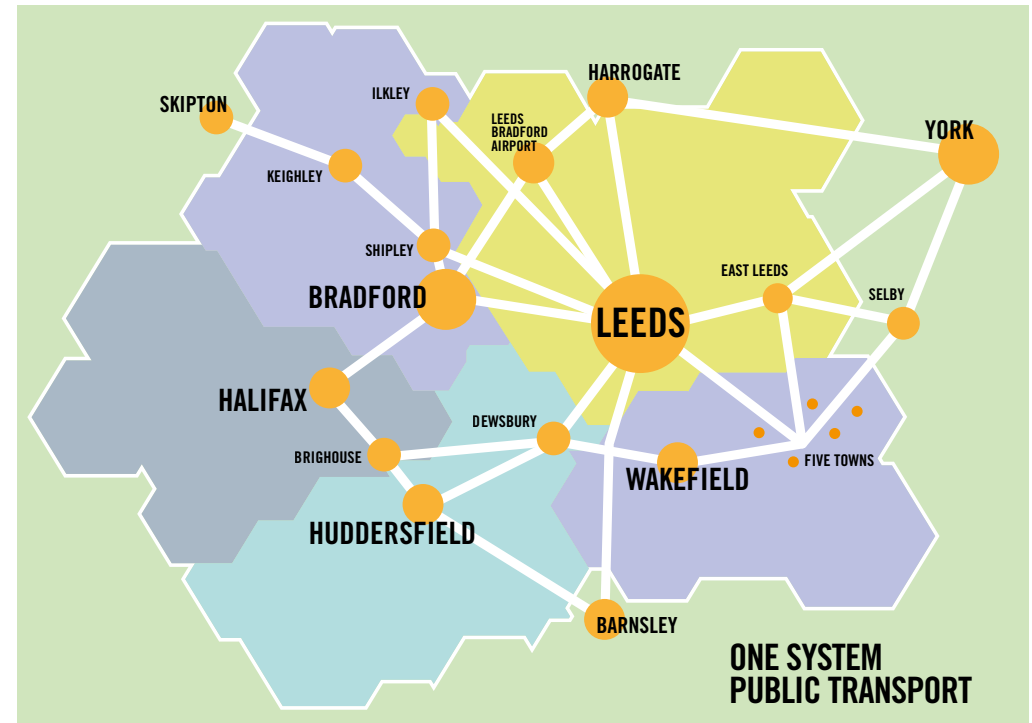 HARROGATE
ILKLEY
SKIPTON
LEEDS
BRADFORD
AIRPORT
YORK
KEIGHLEY
SHIPLEY
EAST LEEDS
BRADFORD
SELBY
LEEDS
HALIFAX
DEWSBURY
BRIGHOUSE
FIVE TOWNS
WAKEFIELD
HUDDERSFIELD
BARNSLEY
ONE SYSTEM
PUBLIC TRANSPORT